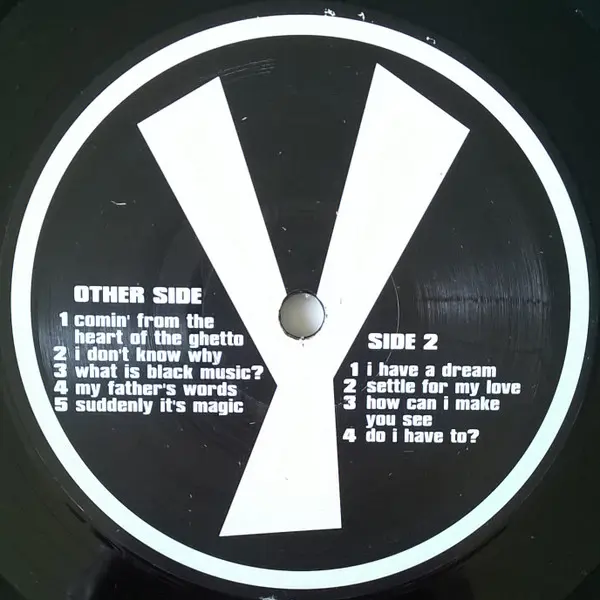 Y
OTHER SIDE
1 comin' from the
heart of the ghetto
2 i don't know why
3 what is black music?
4 my father's words
5 suddenly it's magic
SIDE 2
1 i have a dream
2 settle for my love
3 how can i make
you see
4 do i have to?